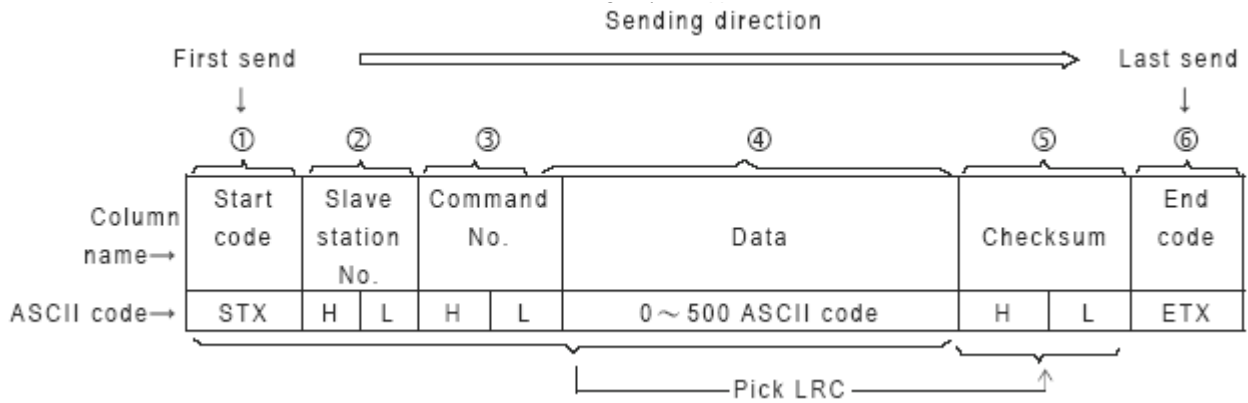 Sending direction
First send
Last send
↓ ↓
① ② ③ ④ ⑤ ⑥
Column name→
Start code
Slave station No.
Command No.
Data
Checksum
End code
ASCII code→ STX H L H L 0～500 ASCII code H L ETX
Pick LRC